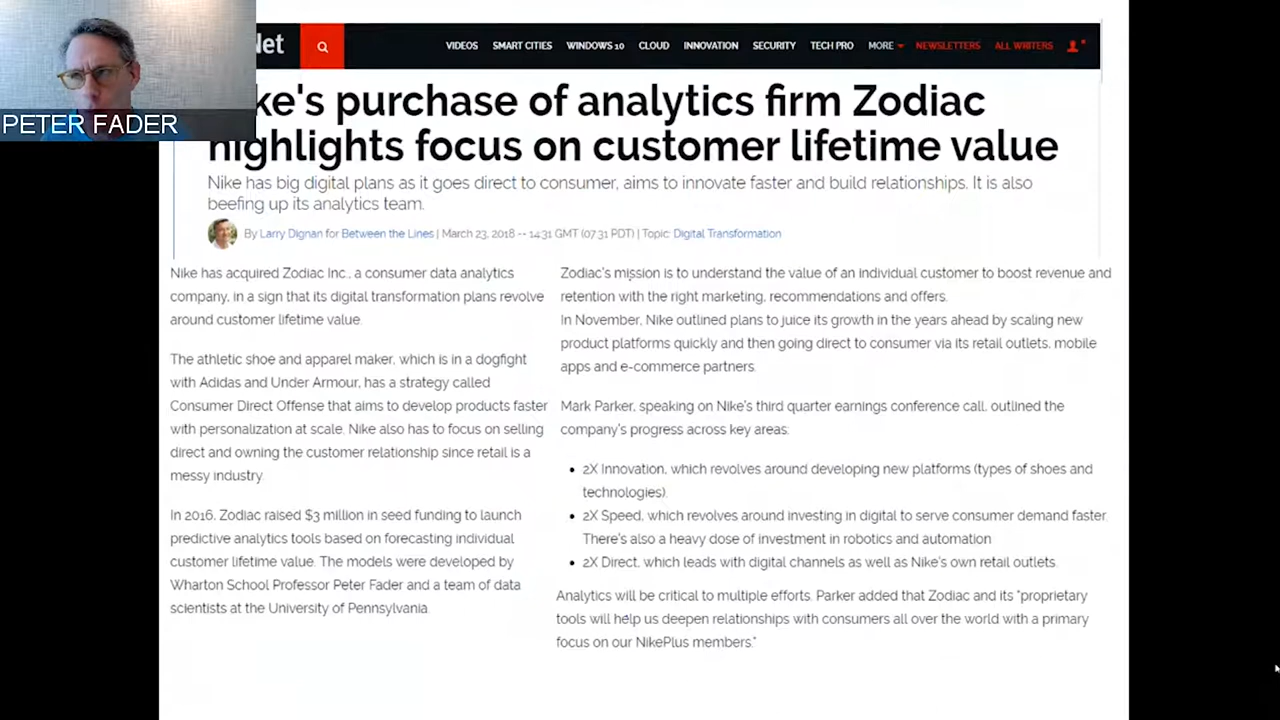 Net
VIDEOS SMART CITIES WINDOWS 10 CLOUD INNOVATION SECURITY TECH PRO MORE NEWSLETTERS ALL WRITERS
PETER FADER
ke's purchase of analytics firm Zodiac
highlights focus on customer lifetime value
Nike has big digital plans as it goes direct to consumer, aims to innovate faster and build relationships. It is also
beefing up its analytics team.
By Larry Dignan for Between the Lines | March 23, 2018 -- 14:31 GMT (07:31 PDT) | Topic: Digital Transformation
Nike has acquired Zodiac Inc., a consumer data analytics
company, in a sign that its digital transformation plans revolve
around customer lifetime value.
The athletic shoe and apparel maker, which is in a dogfight
with Adidas and Under Armour, has a strategy called
Consumer Direct Offense that aims to develop products faster
with personalization at scale. Nike also has to focus on selling
direct and owning the customer relationship since retail is a
messy industry.
In 2016, Zodiac raised $3 million in seed funding to launch
predictive analytics tools based on forecasting individual
customer lifetime value. The models were developed by
Wharton School Professor Peter Fader and a team of data
scientists at the University of Pennsylvania.
Zodiac's mission is to understand the value of an individual customer to boost revenue and
retention with the right marketing, recommendations and offers.
In November, Nike outlined plans to juice its growth in the years ahead by scaling new
product platforms quickly and then going direct to consumer via its retail outlets, mobile
apps and e-commerce partners.
Mark Parker, speaking on Nike's third quarter earnings conference call, outlined the
company's progress across key areas:
• 2X Innovation, which revolves around developing new platforms (types of shoes and
technologies).
• 2X Speed, which revolves around investing in digital to serve consumer demand faster.
There's also a heavy dose of investment in robotics and automation
• 2X Direct, which leads with digital channels as well as Nike's own retail outlets.
Analytics will be critical to multiple efforts. Parker added that Zodiac and its "proprietary
tools will help us deepen relationships with consumers all over the world with a primary
focus on our NikePlus members."